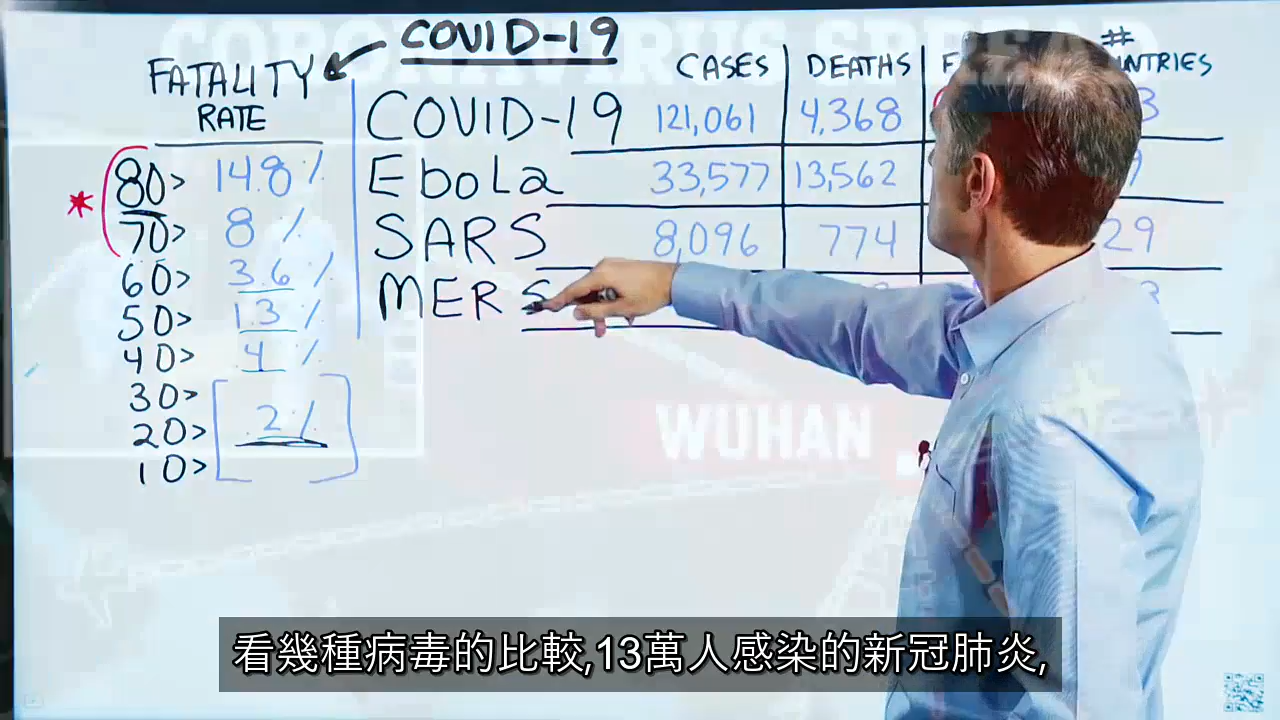 CORONAVIRUS SPREAD
COVID-19
FATALITY
RATE
80> 14.8%
70> 8%
60> 3.6%
50> 1.3%
40> .4%
30>
20> .2%
10>
CASES DEATHS #
COVID-19 121,061 4,368
Ebola 33,577 13,562
SARS 8,096 774 29
MERS
WUHAN
看幾種病毒的比較,13萬人感染的新冠肺炎,